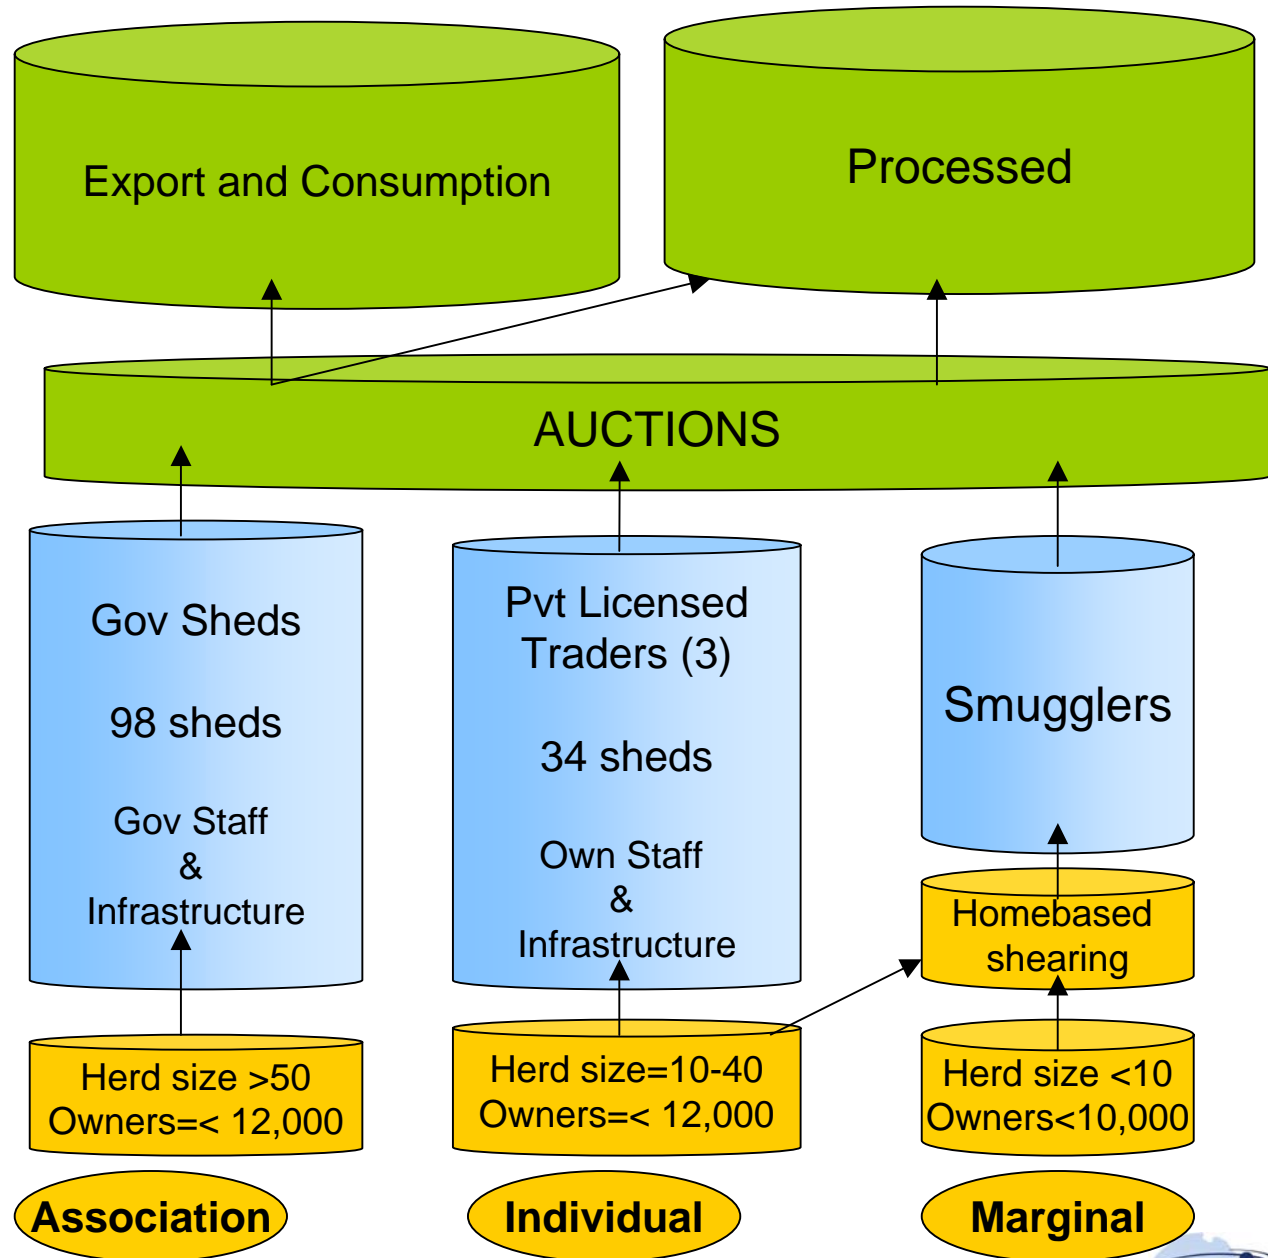 Export and Consumption
Processed
AUCTIONS
Gov Sheds
98 sheds
Gov Staff
&
Infrastructure
Pvt Licensed
Traders (3)
34 sheds
Own Staff
&
Infrastructure
Smugglers
Homebased
shearing
Herd size >50
Owners=< 12,000
Herd size=10-40
Owners=< 12,000
Herd size <10
Owners<10,000
Association
Individual
Marginal